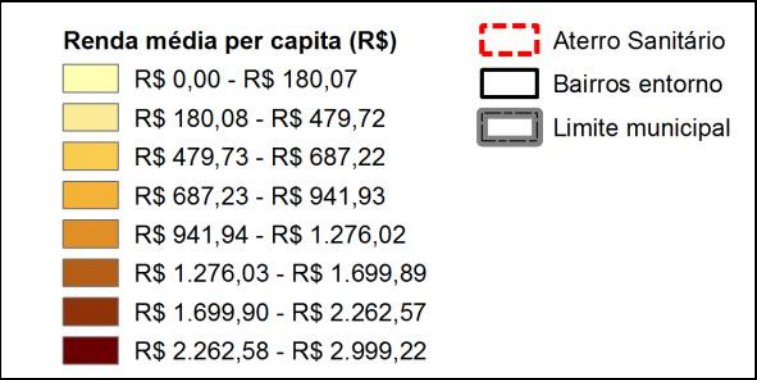 Renda média per capita (R$)
R$ 0,00 - R$ 180,07
R$ 180,08 - R$ 479,72
R$ 479,73 - R$ 687,22
R$ 687,23 - R$ 941,93
R$ 941,94 - R$ 1.276,02
R$ 1.276,03 - R$ 1.699,89
R$ 1.699,90 - R$ 2.262,57
R$ 2.262,58 - R$ 2.999,22
Aterro Sanitário
Bairros entorno
Limite municipal